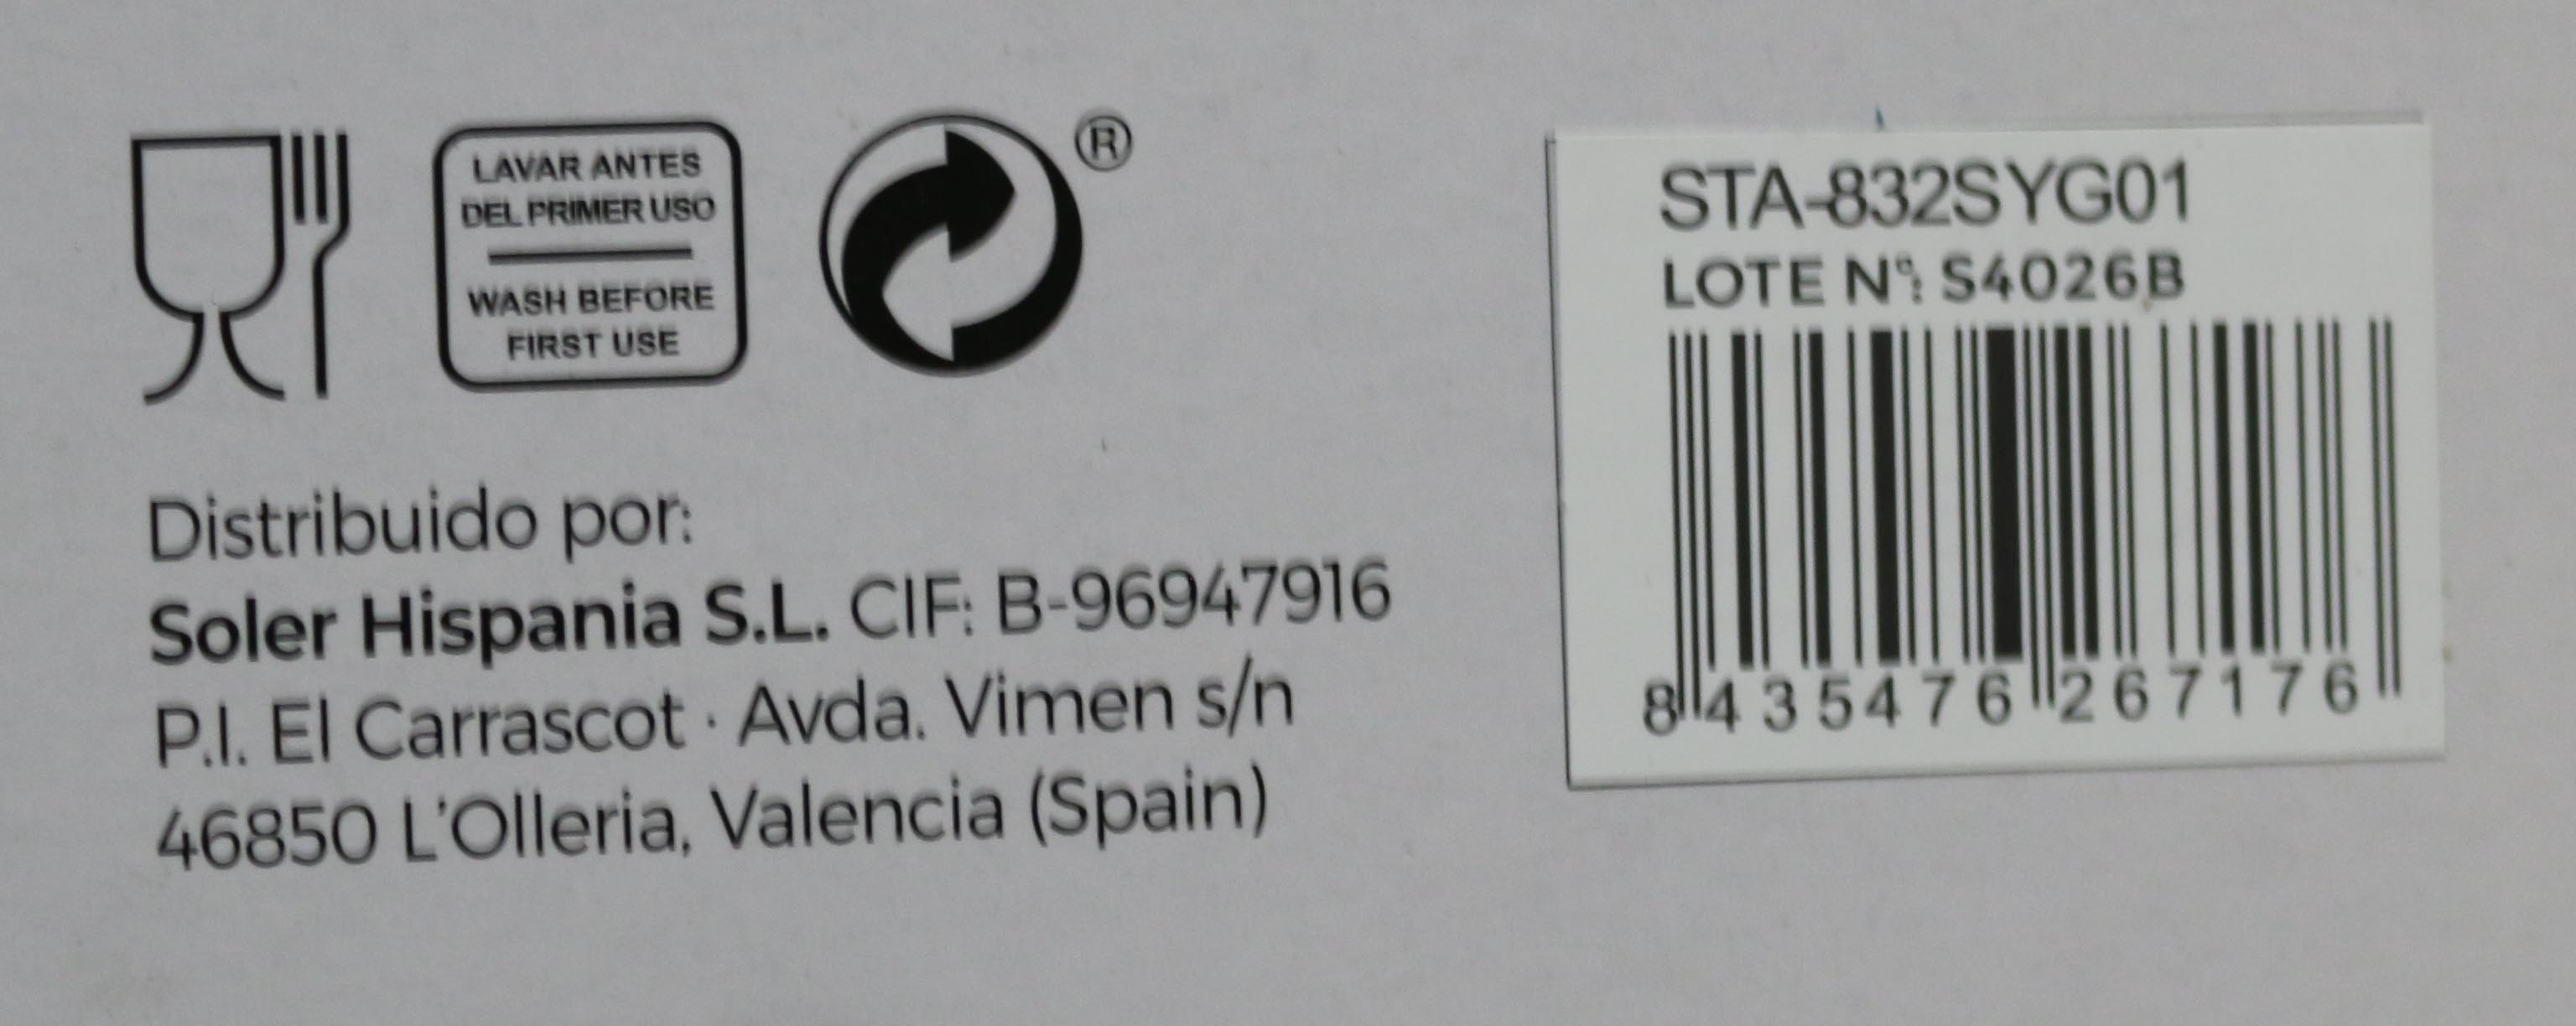 LAVAR ANTES
DEL PRIMER USO
WASH BEFORE
FIRST USE
®
Distribuido por:
Soler Hispania S.L. CIF: B-96947916
P.I. El Carrascot · Avda. Vimen s/n
46850 L'Olleria, Valencia (Spain)
STA-832SYG01
LOTE Nº: S4026B
8 435476 267176